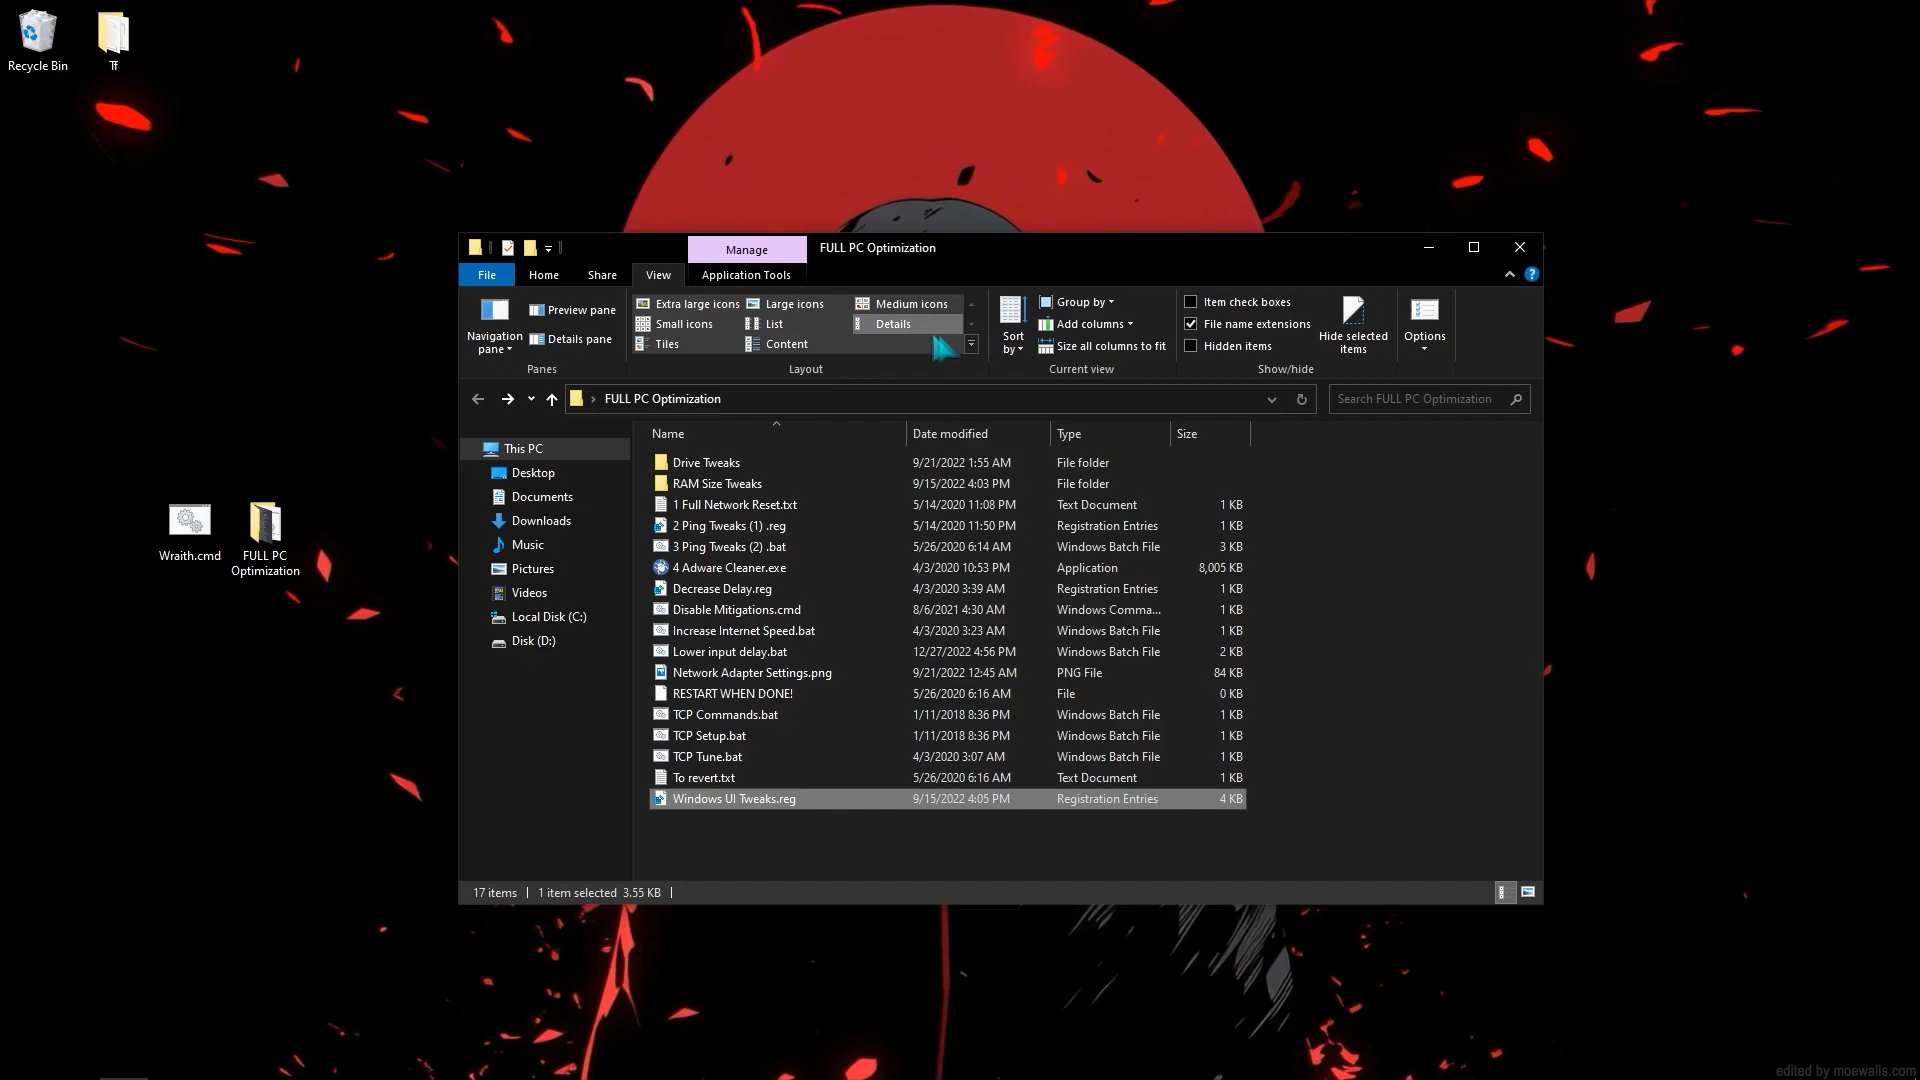 Recycle Bin
Tf
Manage
FULL PC Optimization
File
Home
Share
View
Application Tools
Navigation pane
Preview pane
Details pane
Panes
Extra large icons
Large icons
Medium icons
Small icons
List
Details
Tiles
Content
Layout
Sort by
Group by
Add columns
Size all columns to fit
Current view
Item check boxes
File name extensions
Hidden items
Hide selected items
Show/hide
Options
FULL PC Optimization
Search FULL PC Optimization
This PC
Desktop
Documents
Downloads
Music
Pictures
Videos
Local Disk (C:)
Disk (D:)
Name Date modified Type Size
Drive Tweaks 9/21/2022 1:55 AM File folder
RAM Size Tweaks 9/15/2022 4:03 PM File folder
1 Full Network Reset.txt 5/14/2020 11:08 PM Text Document 1 KB
2 Ping Tweaks (1) .reg 5/14/2020 11:50 PM Registration Entries 1 KB
3 Ping Tweaks (2) .bat 5/26/2020 6:14 AM Windows Batch File 3 KB
4 Adware Cleaner.exe 4/3/2020 10:53 PM Application 8,005 KB
Decrease Delay.reg 4/3/2020 3:39 AM Registration Entries 1 KB
Disable Mitigations.cmd 8/6/2021 4:30 AM Windows Comma... 1 KB
Increase Internet Speed.bat 4/3/2020 3:23 AM Windows Batch File 1 KB
Lower input delay.bat 12/27/2022 4:56 PM Windows Batch File 2 KB
Network Adapter Settings.png 9/21/2022 12:45 AM PNG File 84 KB
RESTART WHEN DONE! 5/26/2020 6:16 AM File 0 KB
TCP Commands.bat 1/11/2018 8:36 PM Windows Batch File 1 KB
TCP Setup.bat 1/11/2018 8:36 PM Windows Batch File 1 KB
TCP Tune.bat 4/3/2020 3:07 AM Windows Batch File 1 KB
To revert.txt 5/26/2020 6:16 AM Text Document 1 KB
Windows UI Tweaks.reg 9/15/2022 4:05 PM Registration Entries 4 KB
17 items
1 item selected 3.55 KB
Wraith.cmd
FULL PC
Optimization
edited by moewalls.com